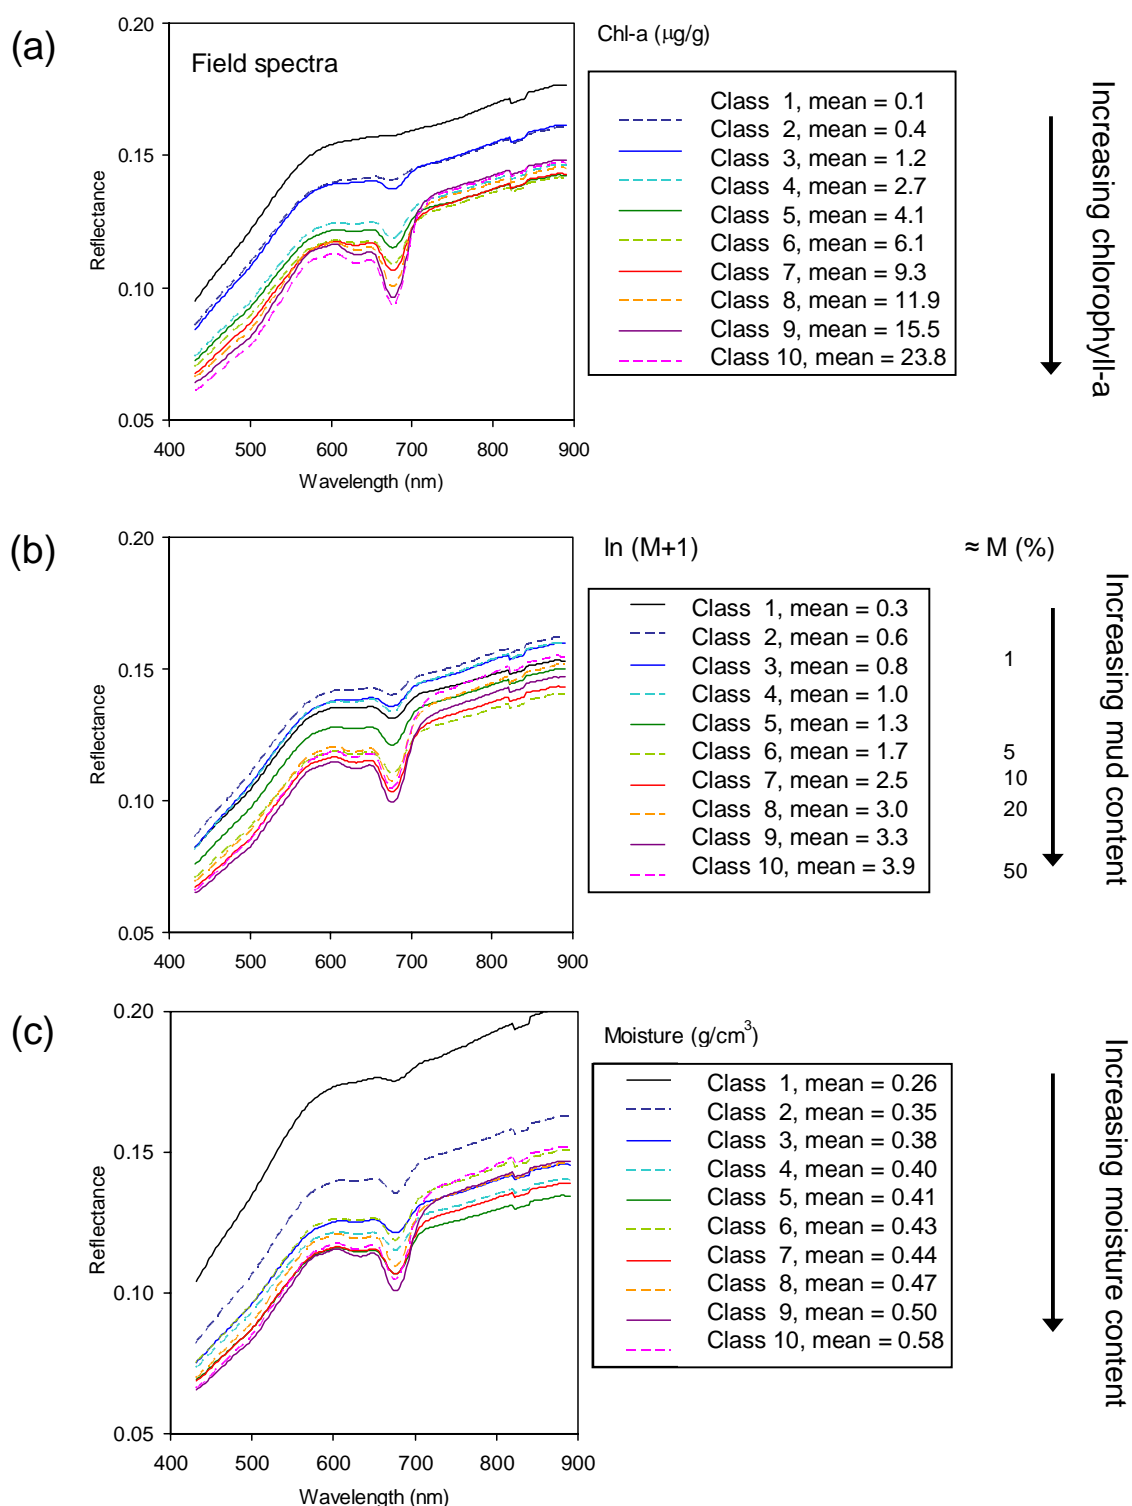 (a)
Field spectra
Reflectance
0.20
0.15
0.10
0.05
400 500 600 700 800 900
Wavelength (nm)
Chl-a (μg/g)
Class 1, mean = 0.1
Class 2, mean = 0.4
Class 3, mean = 1.2
Class 4, mean = 2.7
Class 5, mean = 4.1
Class 6, mean = 6.1
Class 7, mean = 9.3
Class 8, mean = 11.9
Class 9, mean = 15.5
Class 10, mean = 23.8
Increasing chlorophyll-a
(b)
Reflectance
0.20
0.15
0.10
0.05
400 500 600 700 800 900
ln (M+1)
≈ M (%)
Class 1, mean = 0.3
Class 2, mean = 0.6
Class 3, mean = 0.8 1
Class 4, mean = 1.0
Class 5, mean = 1.3
Class 6, mean = 1.7 5
Class 7, mean = 2.5 10
Class 8, mean = 3.0 20
Class 9, mean = 3.3
Class 10, mean = 3.9 50
Increasing mud content
(c)
Reflectance
0.20
0.15
0.10
0.05
400 500 600 700 800 900
Wavelength (nm)
Moisture (g/cm³)
Class 1, mean = 0.26
Class 2, mean = 0.35
Class 3, mean = 0.38
Class 4, mean = 0.40
Class 5, mean = 0.41
Class 6, mean = 0.43
Class 7, mean = 0.44
Class 8, mean = 0.47
Class 9, mean = 0.50
Class 10, mean = 0.58
Increasing moisture content